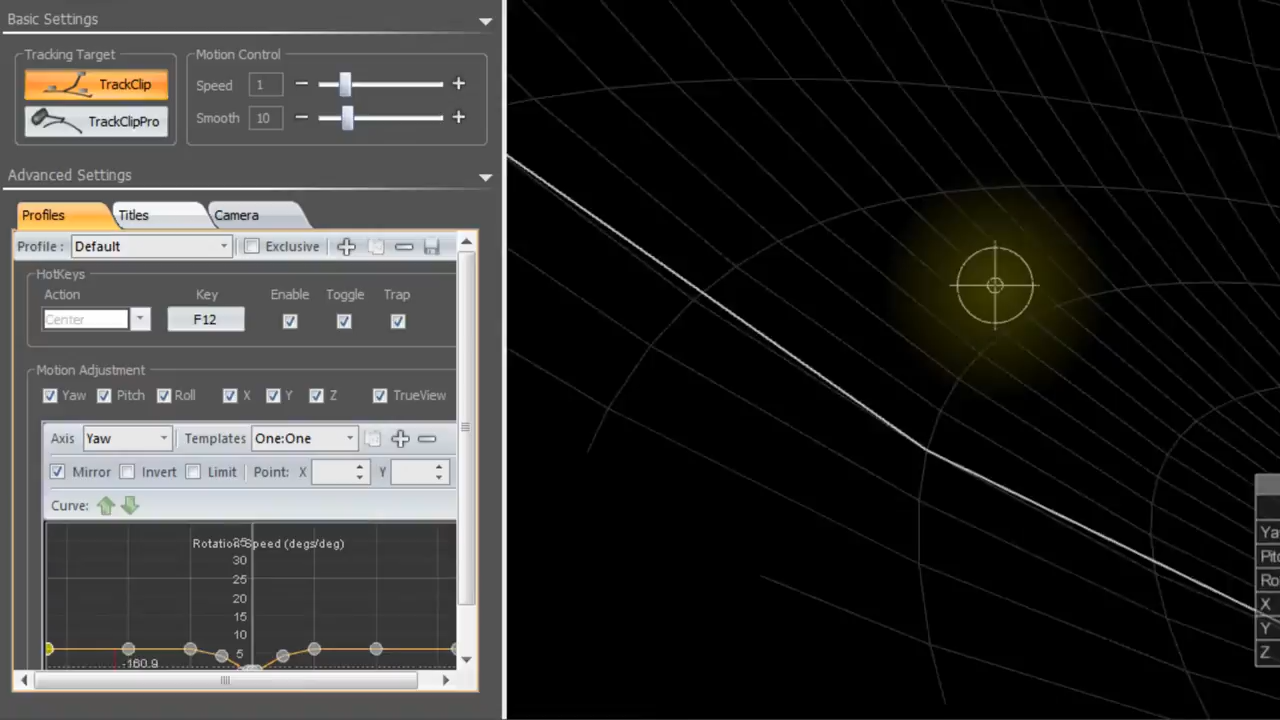 Basic Settings
Tracking Target
TrackClip
TrackClipPro
Motion Control
Speed 1 − +
Smooth 10 − +
Advanced Settings
Profiles Titles Camera
Profile : Default Exclusive
HotKeys
Action Key Enable Toggle Trap
Center F12
Motion Adjustment
Yaw Pitch Roll X Y Z TrueView
Axis Yaw Templates One:One
Mirror Invert Limit Point: X Y
Curve:
Rotation Speed (degs/deg)
35
30
25
20
15
10
5
-160.9
Ya
Pito
Ro
X
Y
Z